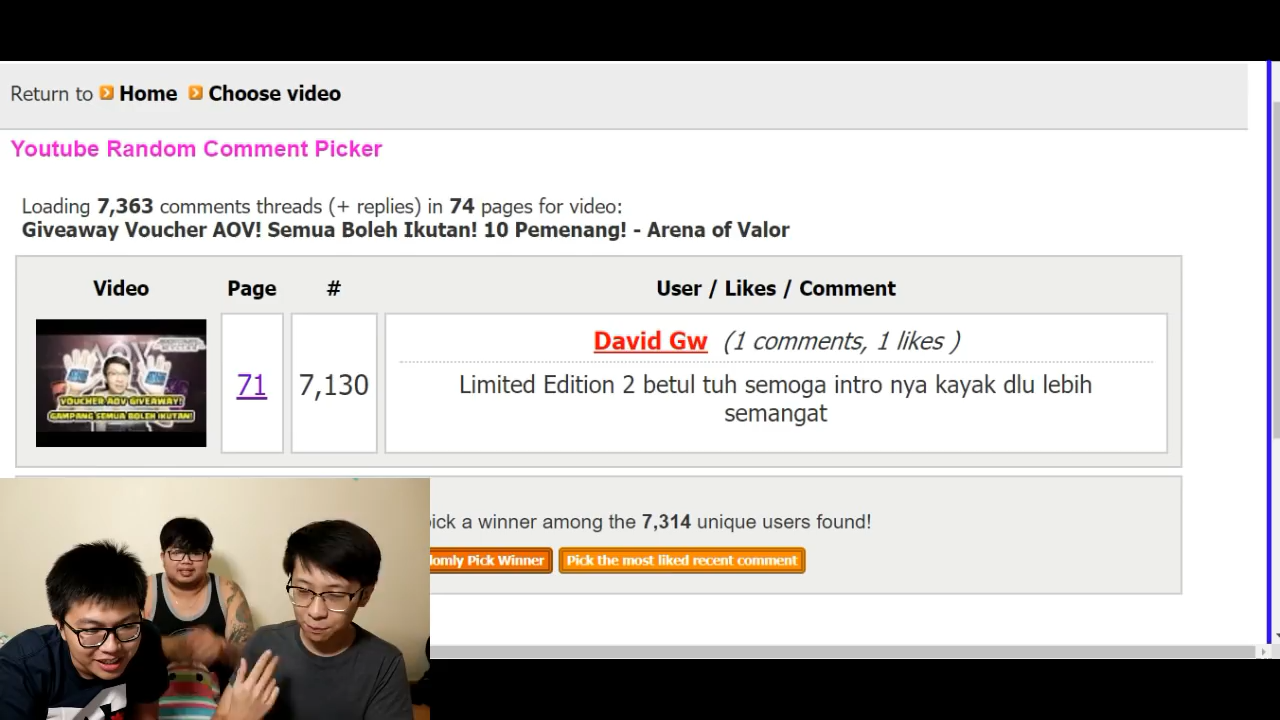 Return to Home Choose video
Youtube Random Comment Picker
Loading 7,363 comments threads (+ replies) in 74 pages for video:
Giveaway Voucher AOV! Semua Boleh Ikutan! 10 Pemenang! - Arena of Valor
Video Page # User / Likes / Comment
David Gw (1 comments, 1 likes )
71 7,130 Limited Edition 2 betul tuh semoga intro nya kayak dlu lebih
semangat
VOUCHER AOV GIVEAWAY!
GAMPANG SEMUA BOLEH IKUTAN!
ick a winner among the 7,314 unique users found!
domly Pick Winner Pick the most liked recent comment